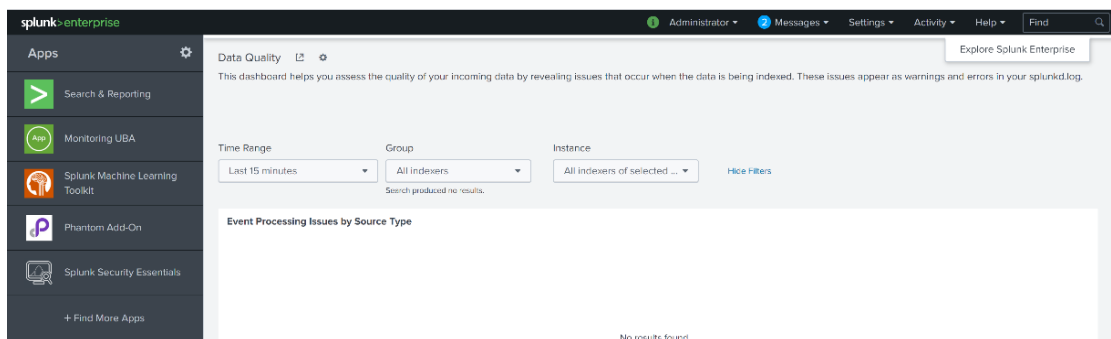 splunk>enterprise
i Administrator 2 Messages Settings Activity Help Find
Explore Splunk Enterprise
Apps
Search & Reporting
App Monitoring UBA
Splunk Machine Learning
Toolkit
Phantom Add-On
Splunk Security Essentials
+ Find More Apps
Data Quality
This dashboard helps you assess the quality of your incoming data by revealing issues that occur when the data is being indexed. These issues appear as warnings and errors in your splunkd.log.
Time Range Group Instance
Last 15 minutes All indexers All indexers of selected ... Hide Filters
Search produced no results.
Event Processing Issues by Source Type
No results found